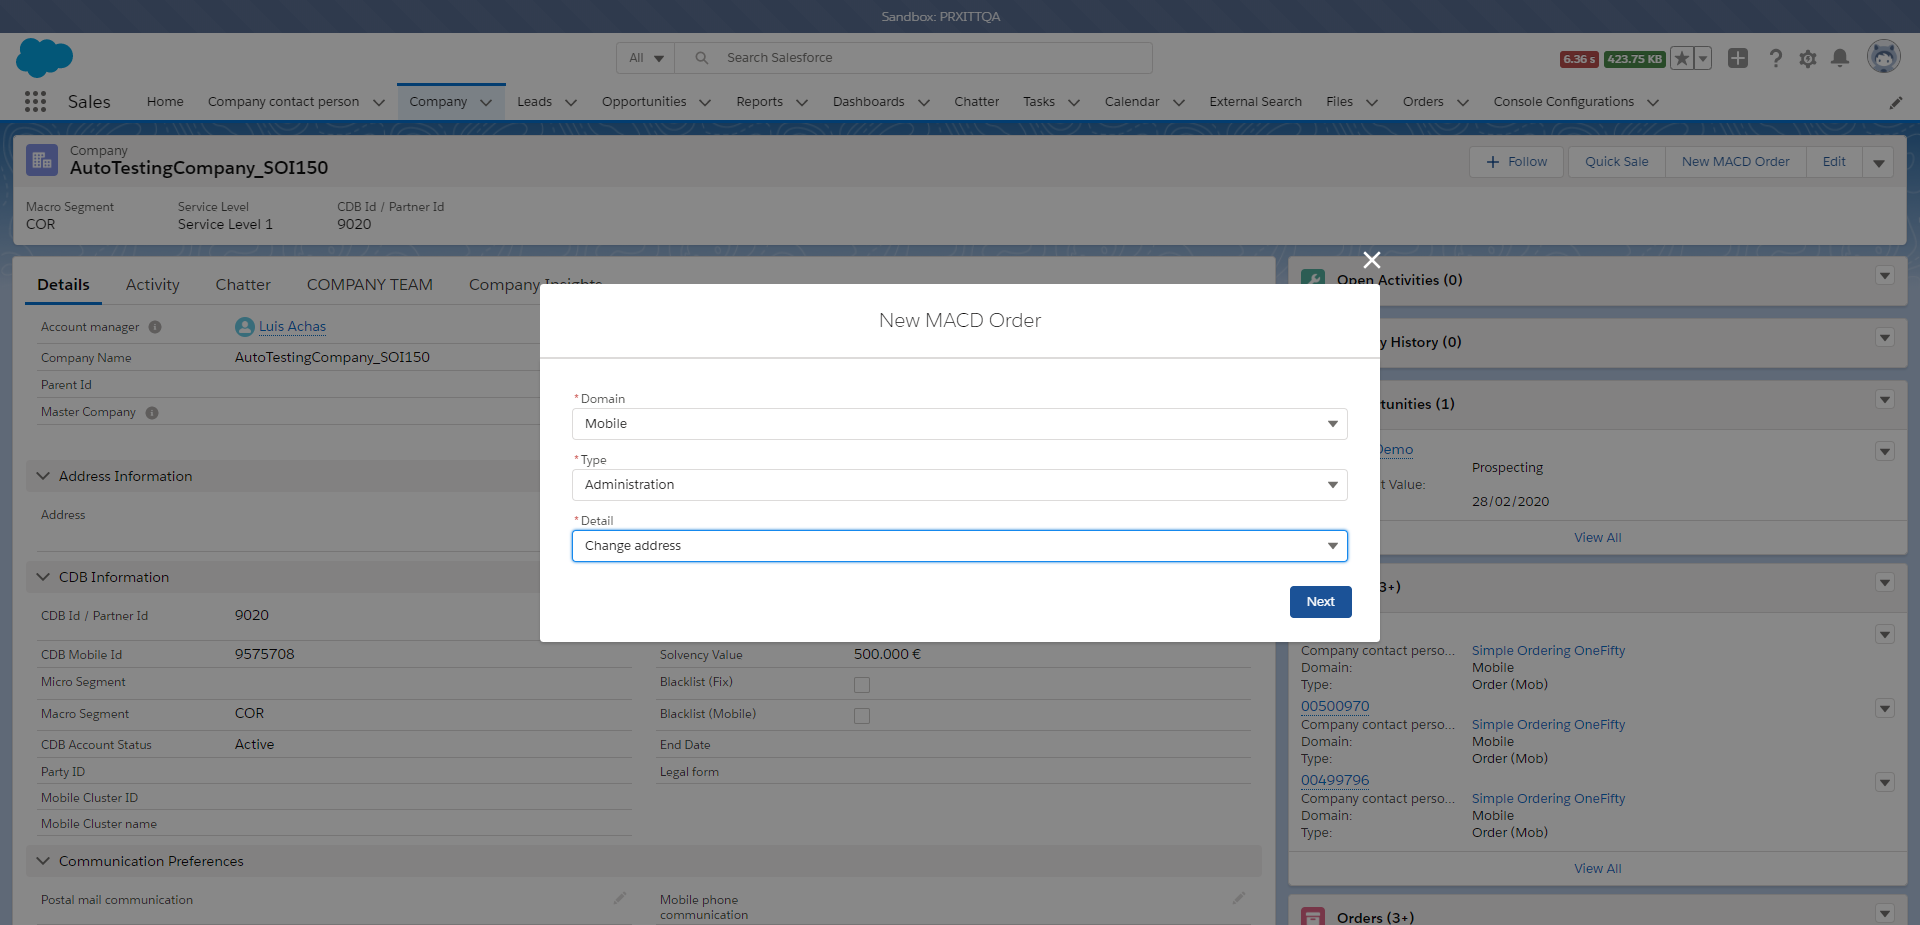 Sandbox: PRXITTQA
All
Search Salesforce
6.36 s
423.75 KB
Sales
Home
Company contact person
Company
Leads
Opportunities
Reports
Dashboards
Chatter
Tasks
Calendar
External Search
Files
Orders
Console Configurations
Company
AutoTestingCompany_SOI150
Follow
Quick Sale
New MACD Order
Edit
Macro Segment
COR
Service Level
Service Level 1
CDB Id / Partner Id
9020
Details
Activity
Chatter
COMPANY TEAM
Company Insights
Account manager
Luis Achas
Company Name
AutoTestingCompany_SOI150
Parent Id
Master Company
Address Information
Address
CDB Information
CDB Id / Partner Id
9020
CDB Mobile Id
9575708
Micro Segment
Macro Segment
COR
CDB Account Status
Active
Party ID
Mobile Cluster ID
Mobile Cluster name
Solvency Value
500.000 €
Blacklist (Fix)
Blacklist (Mobile)
End Date
Legal form
Communication Preferences
Postal mail communication
Mobile phone
communication
New MACD Order
*Domain
Mobile
*Type
Administration
*Detail
Change address
Next
Open Activities (0)
y History (0)
tunities (1)
Demo
Prospecting
t Value:
28/02/2020
View All
3+)
Company contact perso...
Simple Ordering OneFifty
Domain:
Mobile
Type:
Order (Mob)
00500970
Company contact perso...
Simple Ordering OneFifty
Domain:
Mobile
Type:
Order (Mob)
00499796
Company contact perso...
Simple Ordering OneFifty
Domain:
Mobile
Type:
Order (Mob)
View All
Orders (3+)